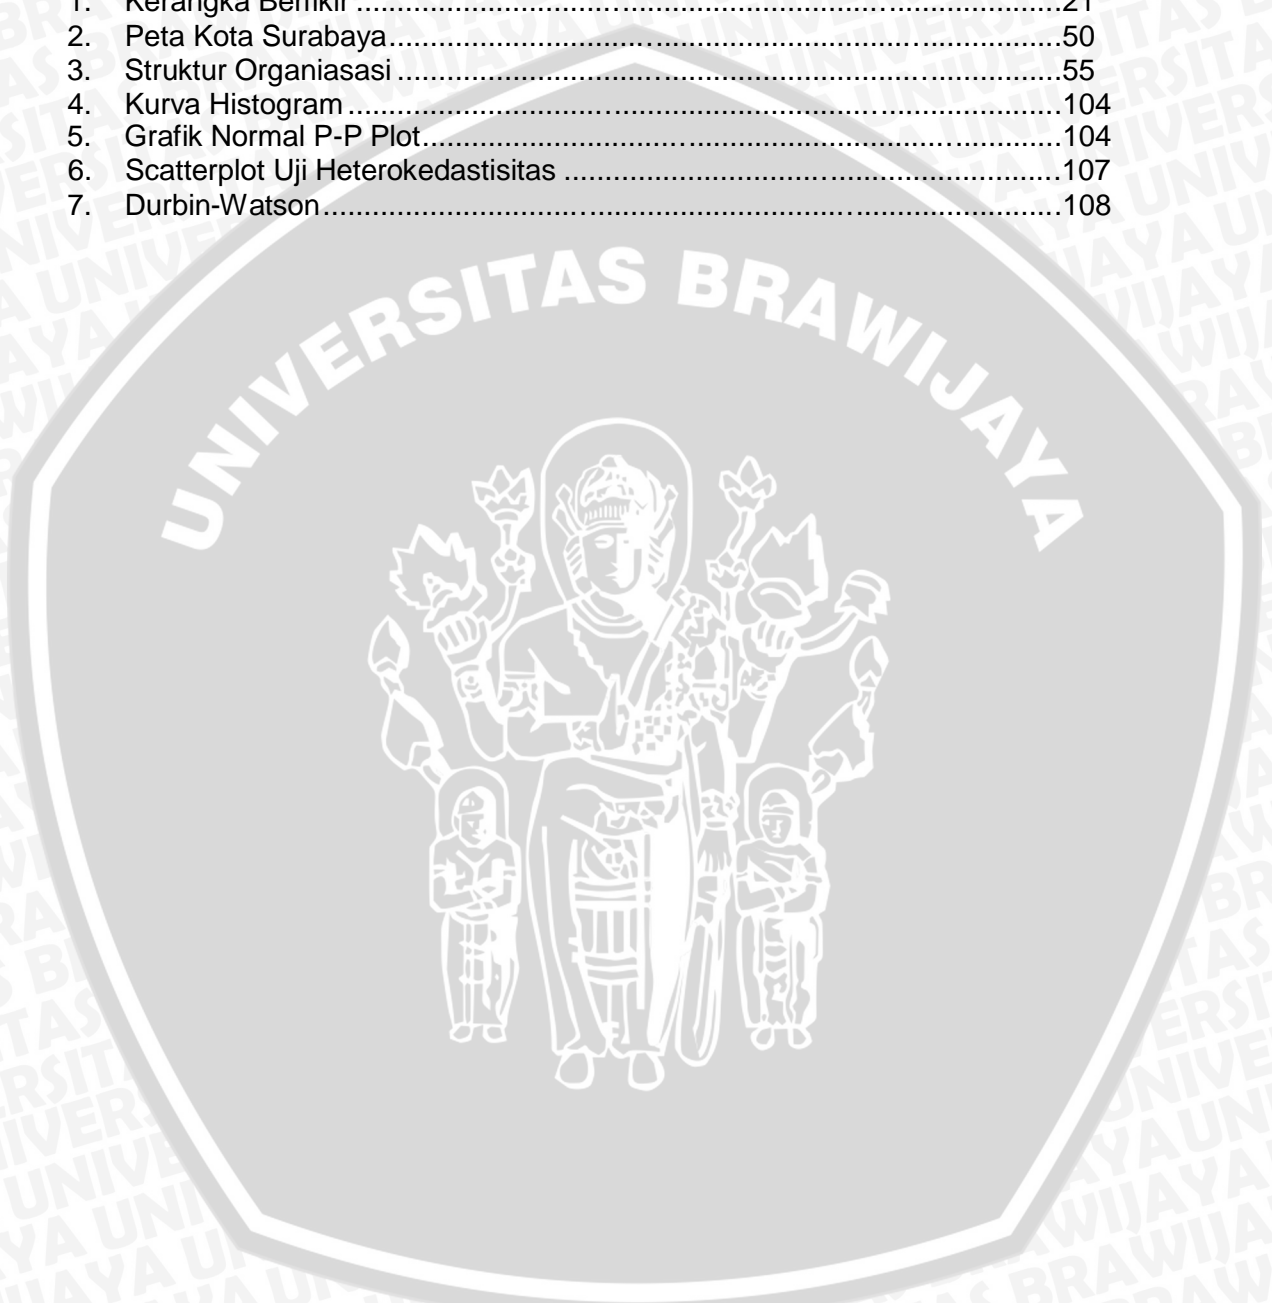 1. Kerangka Berfikir ........................................................................................21
2. Peta Kota Surabaya....................................................................................50
3. Struktur Organiasasi ...................................................................................55
4. Kurva Histogram .........................................................................................104
5. Grafik Normal P-P Plot................................................................................104
6. Scatterplot Uji Heterokedastisitas ..............................................................107
7. Durbin-Watson............................................................................................108
UNIVERSITAS BRAWIJAYA